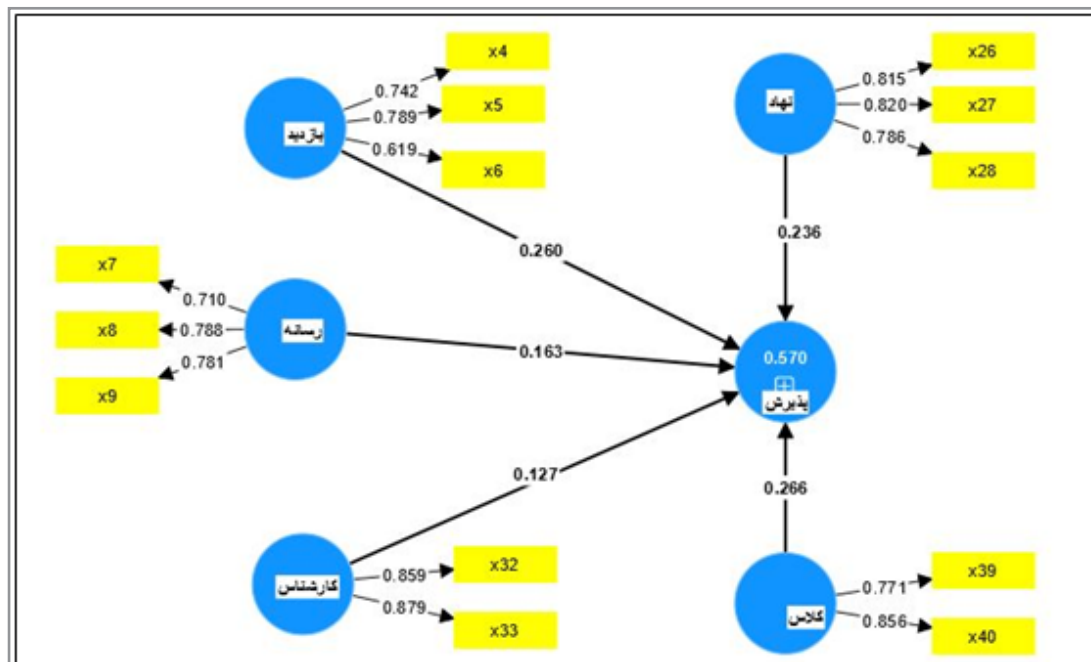 x4
0.742
بازدید
0.789
x5
0.619
x6
x26
0.815
نهاد
0.820
x27
0.786
x28
0.260
0.236
x7
0.710
رسانه
0.788
x8
0.781
x9
0.163
0.570
پذیرش
0.127
0.266
کارشناس
0.859
x32
0.879
x33
کلاس
0.771
x39
0.856
x40